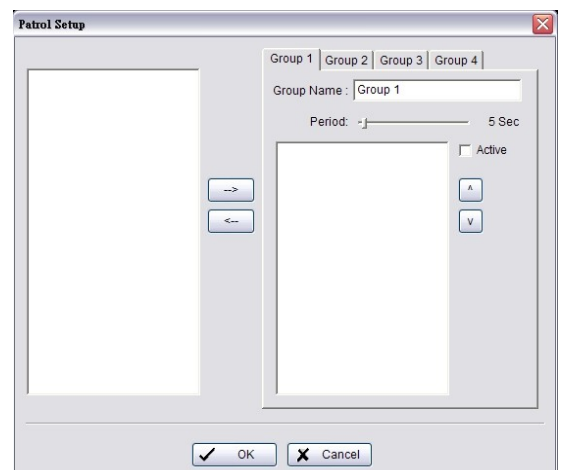 Patrol Setup
Group 1 Group 2 Group 3 Group 4
Group Name : Group 1
Period: 5 Sec
Active
-->
<--
^
v
OK Cancel